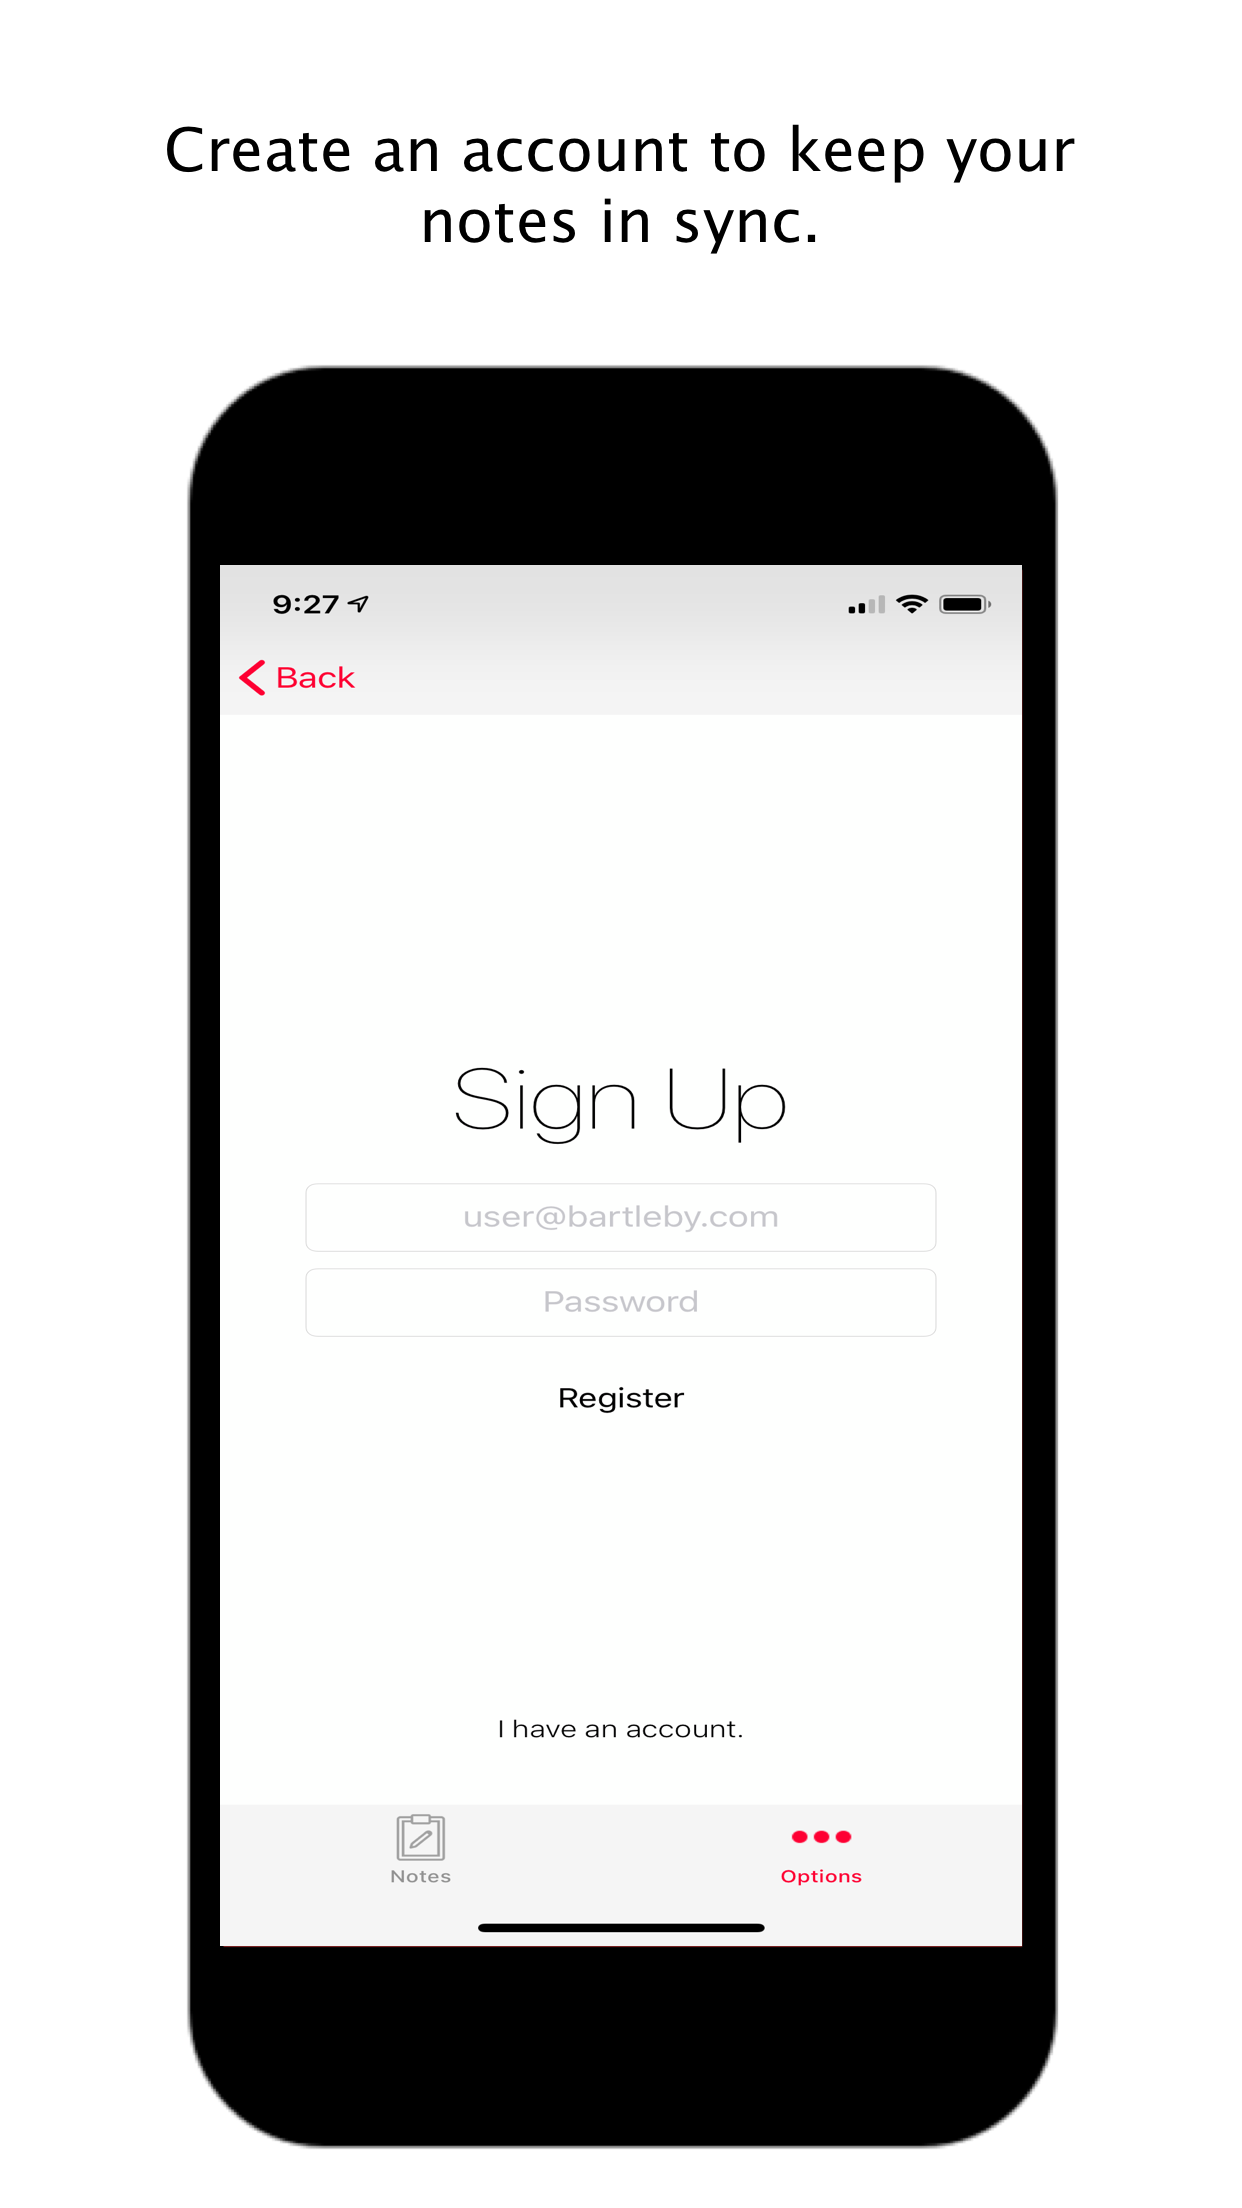 Create an account to keep your
notes in sync.
9:27
Back
Sign Up
user@bartleby.com
Password
Register
I have an account.
Notes
Options